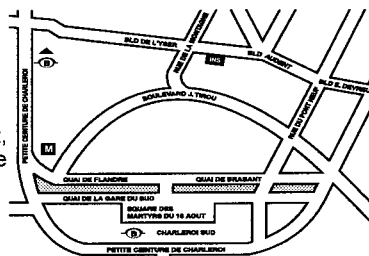 BLD DE L'YSER
RUE DE LA MONTAGNE
INS
BLD AUDENT
BLD E. DEVREUX
B
PETITE CEINTURE DE CHARLEROI
BOULEVARD J. TIROU
RUE DU PONT NEUF
M
QUAI DE FLANDRE
QUAI DE BRABANT
QUAI DE LA GARE DU SUD
SQUARE DES
MARTYRS DU 18 AOUT
B
CHARLEROI SUD
PETITE CEINTURE DE CHARLEROI